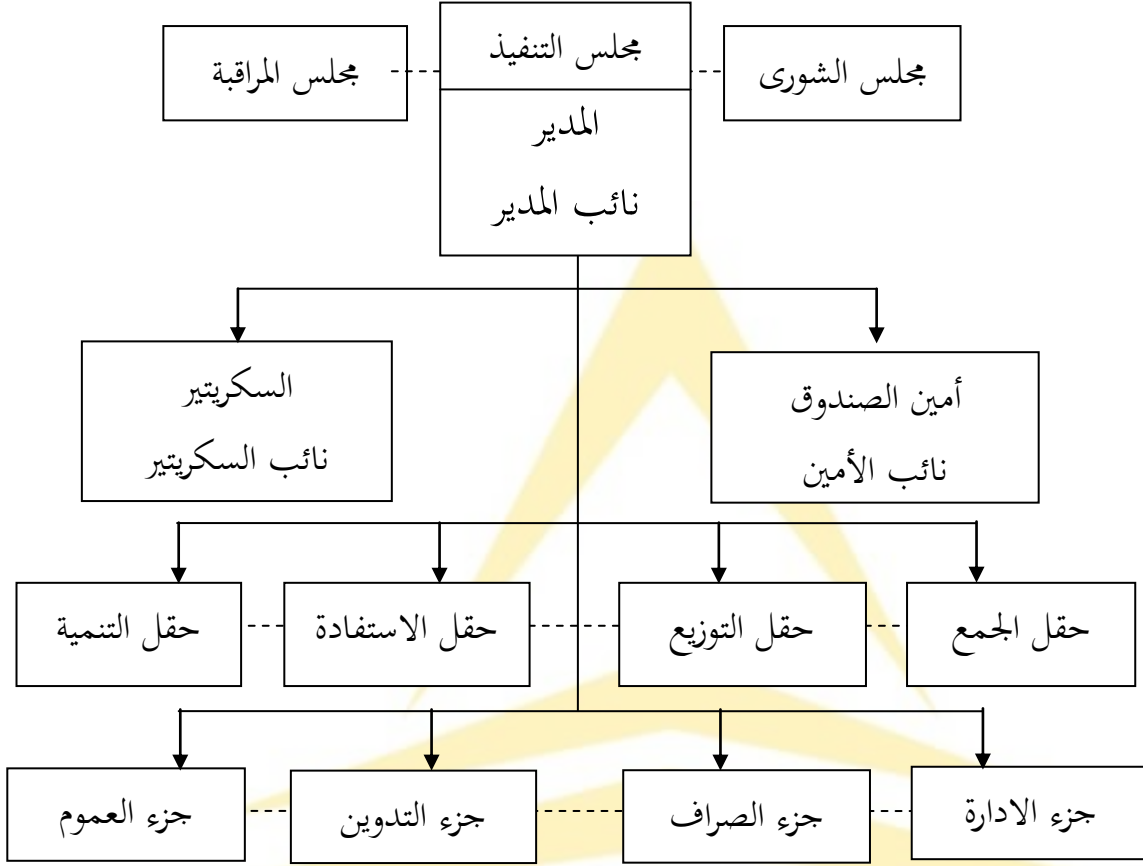 مجلس الشورى
مجلس التنفيذ
مجلس المراقبة
المدير
نائب المدير
أمين الصندوق
نائب الأمين
السكريتير
نائب السكريتير
حقل الجمع
حقل التوزيع
حقل الاستفادة
حقل التنمية
جزء الادارة
جزء الصراف
جزء التدوين
جزء العموم